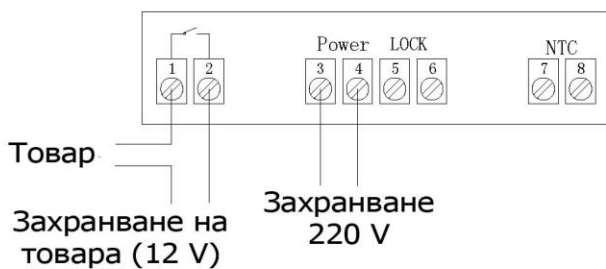 Power LOCK NTC
1 2 3 4 5 6 7 8
Товар
Захранване на
товара (12 V)
Захранване
220 V